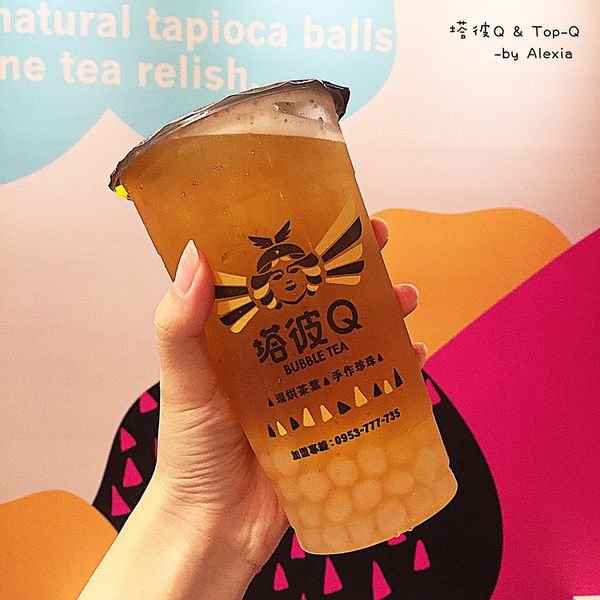 natural tapioca balls
ne tea relish
塔彼Q & Top-Q
-by Alexia
塔彼Q
BUBBLE TEA
現烘茶葉 手作珍珠
加盟專線:0953-777-735